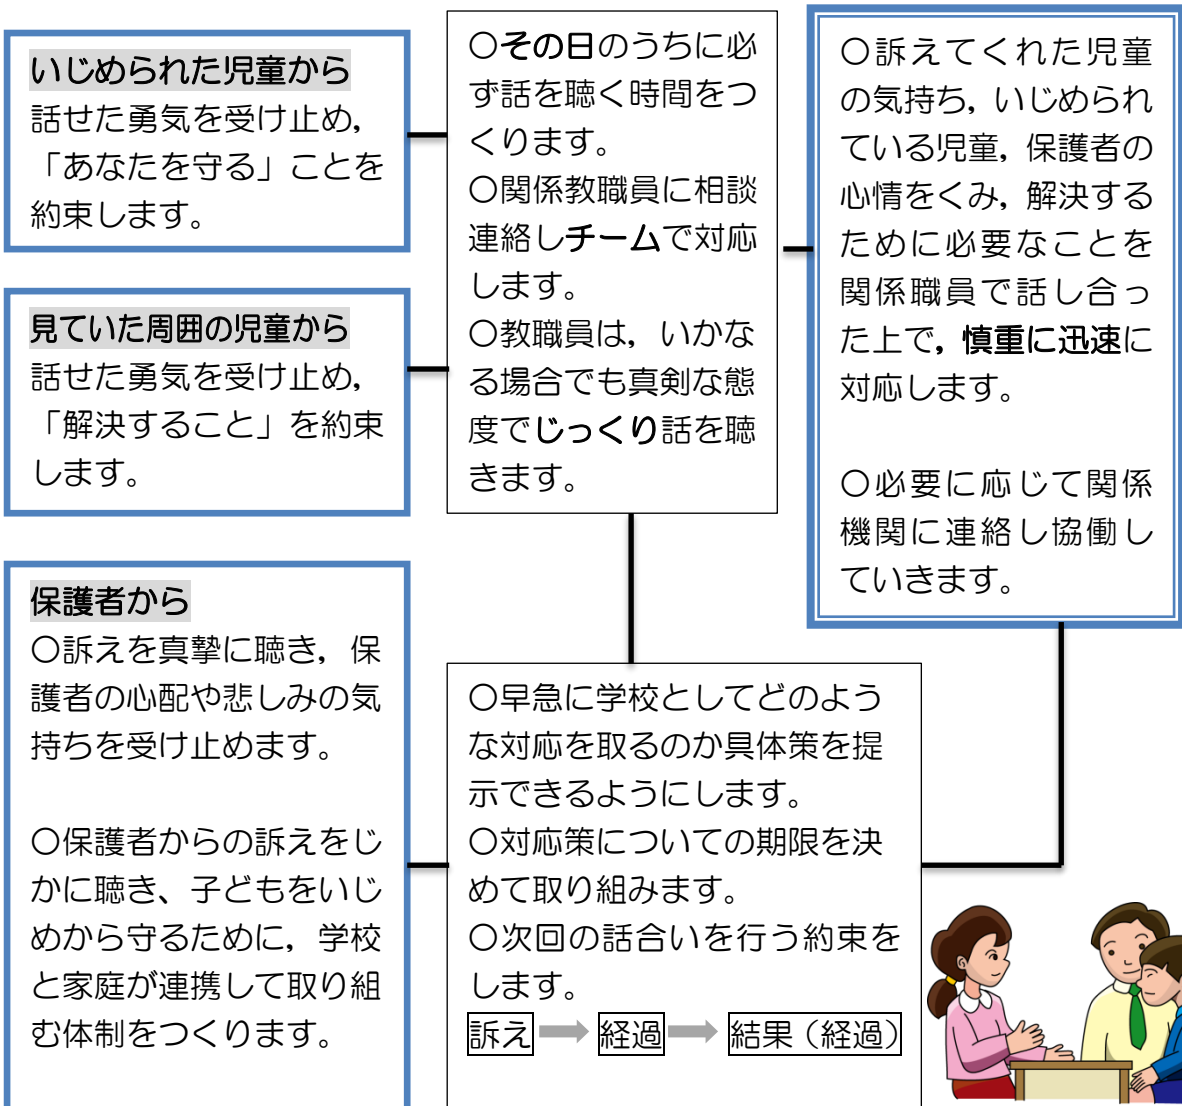 いじめられた児童から
話せた勇気を受け止め，
「あなたを守る」ことを
約束します。
見ていた周囲の児童から
話せた勇気を受け止め，
「解決すること」を約束
します。
〇その日のうちに必
ず話を聴く時間をつ
くります。
〇関係教職員に相談
連絡しチームで対応
します。
〇教職員は，いかな
る場合でも真剣な態
度でじっくり話を聴
きます。
〇訴えてくれた児童
の気持ち，いじめられ
ている児童，保護者の
心情をくみ，解決する
ために必要なことを
関係職員で話し合っ
た上で，慎重に迅速に
対応します。
〇必要に応じて関係
機関に連絡し協働し
ていきます。
保護者から
〇訴えを真摯に聴き，保
護者の心配や悲しみの気
持ちを受け止めます。
〇保護者からの訴えをじ
かに聴き、子どもをいじ
めから守るために，学校
と家庭が連携して取り組
む体制をつくります。
〇早急に学校としてどのよう
な対応を取るのか具体策を提
示できるようにします。
〇対応策についての期限を決
めて取り組みます。
〇次回の話合いを行う約束を
します。
訴え 経過 結果（経過）